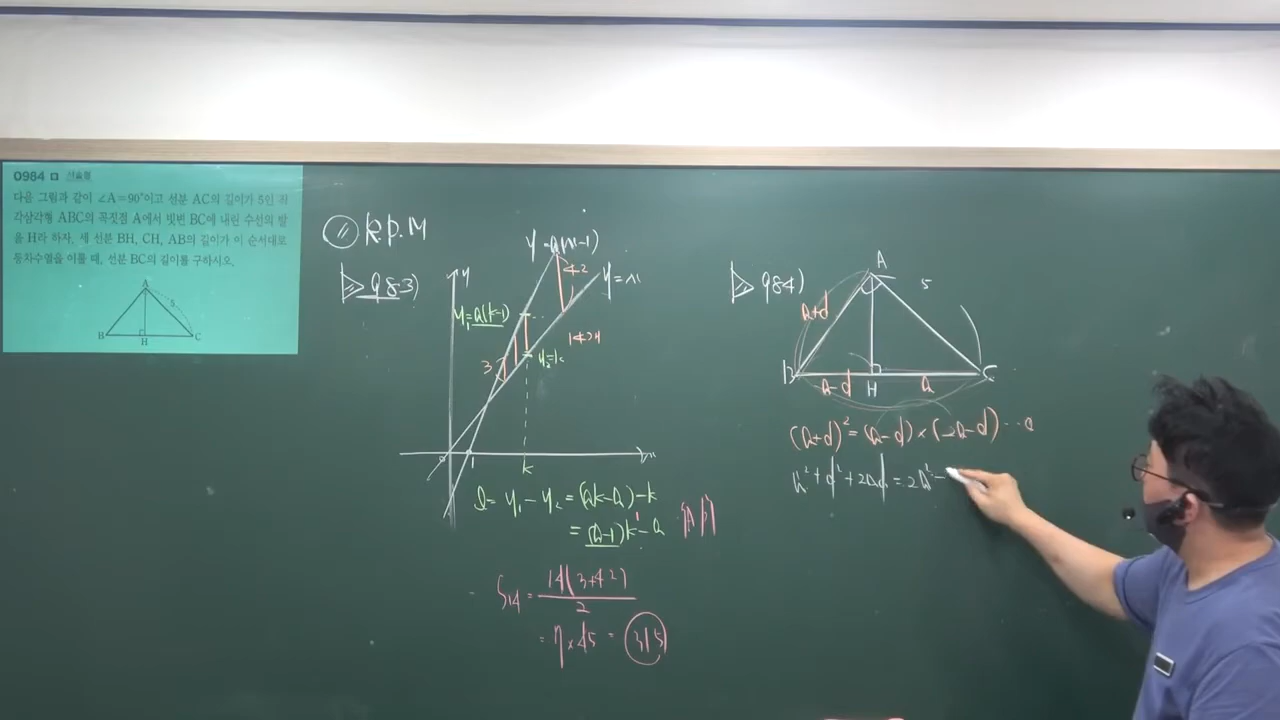 0984 서술형
다음 그림과 같이 ∠A=90°이고 선분 AC의 길이가 5인 직
각삼각형 ABC의 꼭짓점 A에서 빗변 BC에 내린 수선의 발
을 H라 하자. 세 선분 BH, CH, AB의 길이가 이 순서대로
등차수열을 이룰 때, 선분 BC의 길이를 구하시오.
A
5
B
H
C
R.P.M
983)
y
y=a(x-1)
42
y=x
y₁=a(k-1)
14개
3
y₂=k
0
1
k
x
l = y₁-y₂ = (ak-a)-k
= (a-1)k-a
S₁₄ = 14(3+42)/2
= 7×45 = 315
984)
A
a+d
5
B
a-d
H
a
C
(a+d)²=(a-d)×(2a-d)
a²+d²+2ad=2a²-